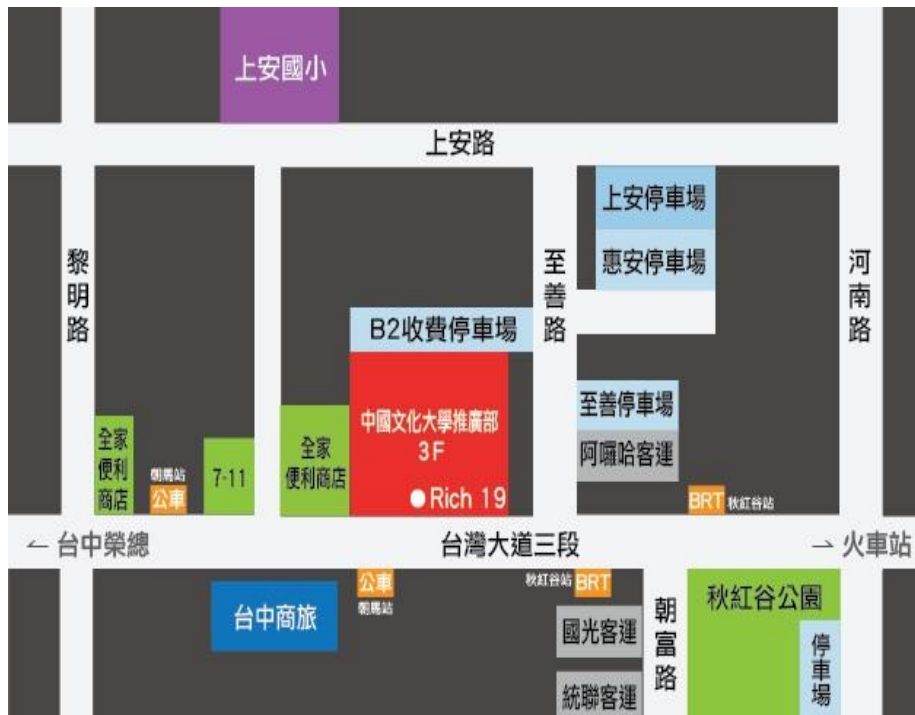 上安國小
上安路
上安停車場
惠安停車場
黎明路
至善路
河南路
B2收費停車場
中國文化大學推廣部
3F
Rich 19
至善停車場
阿囉哈客運
全家
便利
商店
朝馬站
公車
7-11
全家
便利商店
BRT 秋紅谷站
← 台中榮總
台灣大道三段
→ 火車站
台中商旅
公車
朝馬站
秋紅谷站 BRT
國光客運
統聯客運
朝富路
秋紅谷公園
停車場